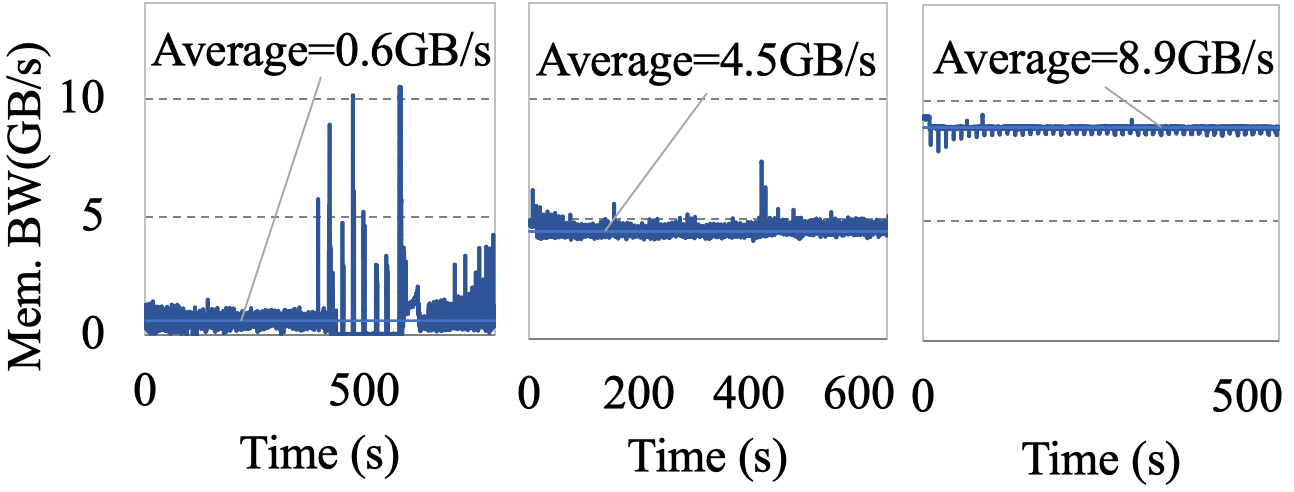 Mem. BW(GB/s)
10
5
0
Average=0.6GB/s
0 500
Time (s)
Average=4.5GB/s
0 200 400 600
Time (s)
Average=8.9GB/s
0 500
Time (s)